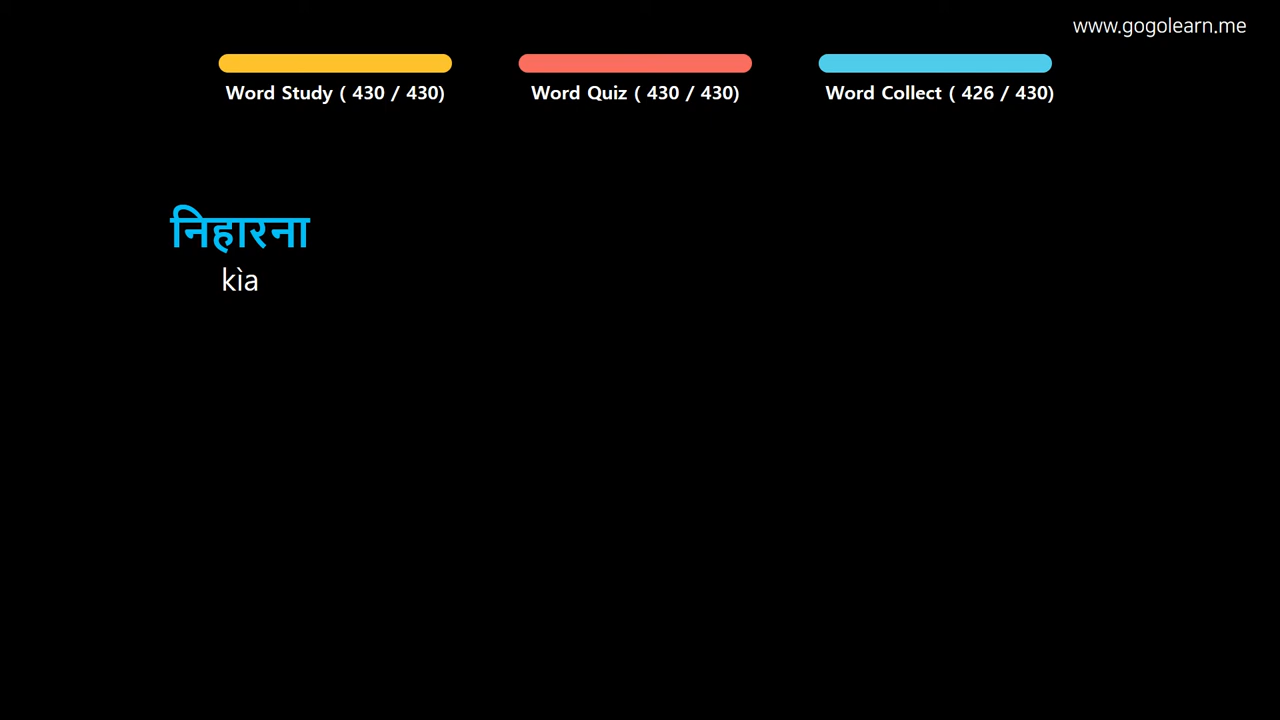 www.gogolearn.me
Word Study ( 430 / 430)
Word Quiz ( 430 / 430)
Word Collect ( 426 / 430)
निहारना
kìa